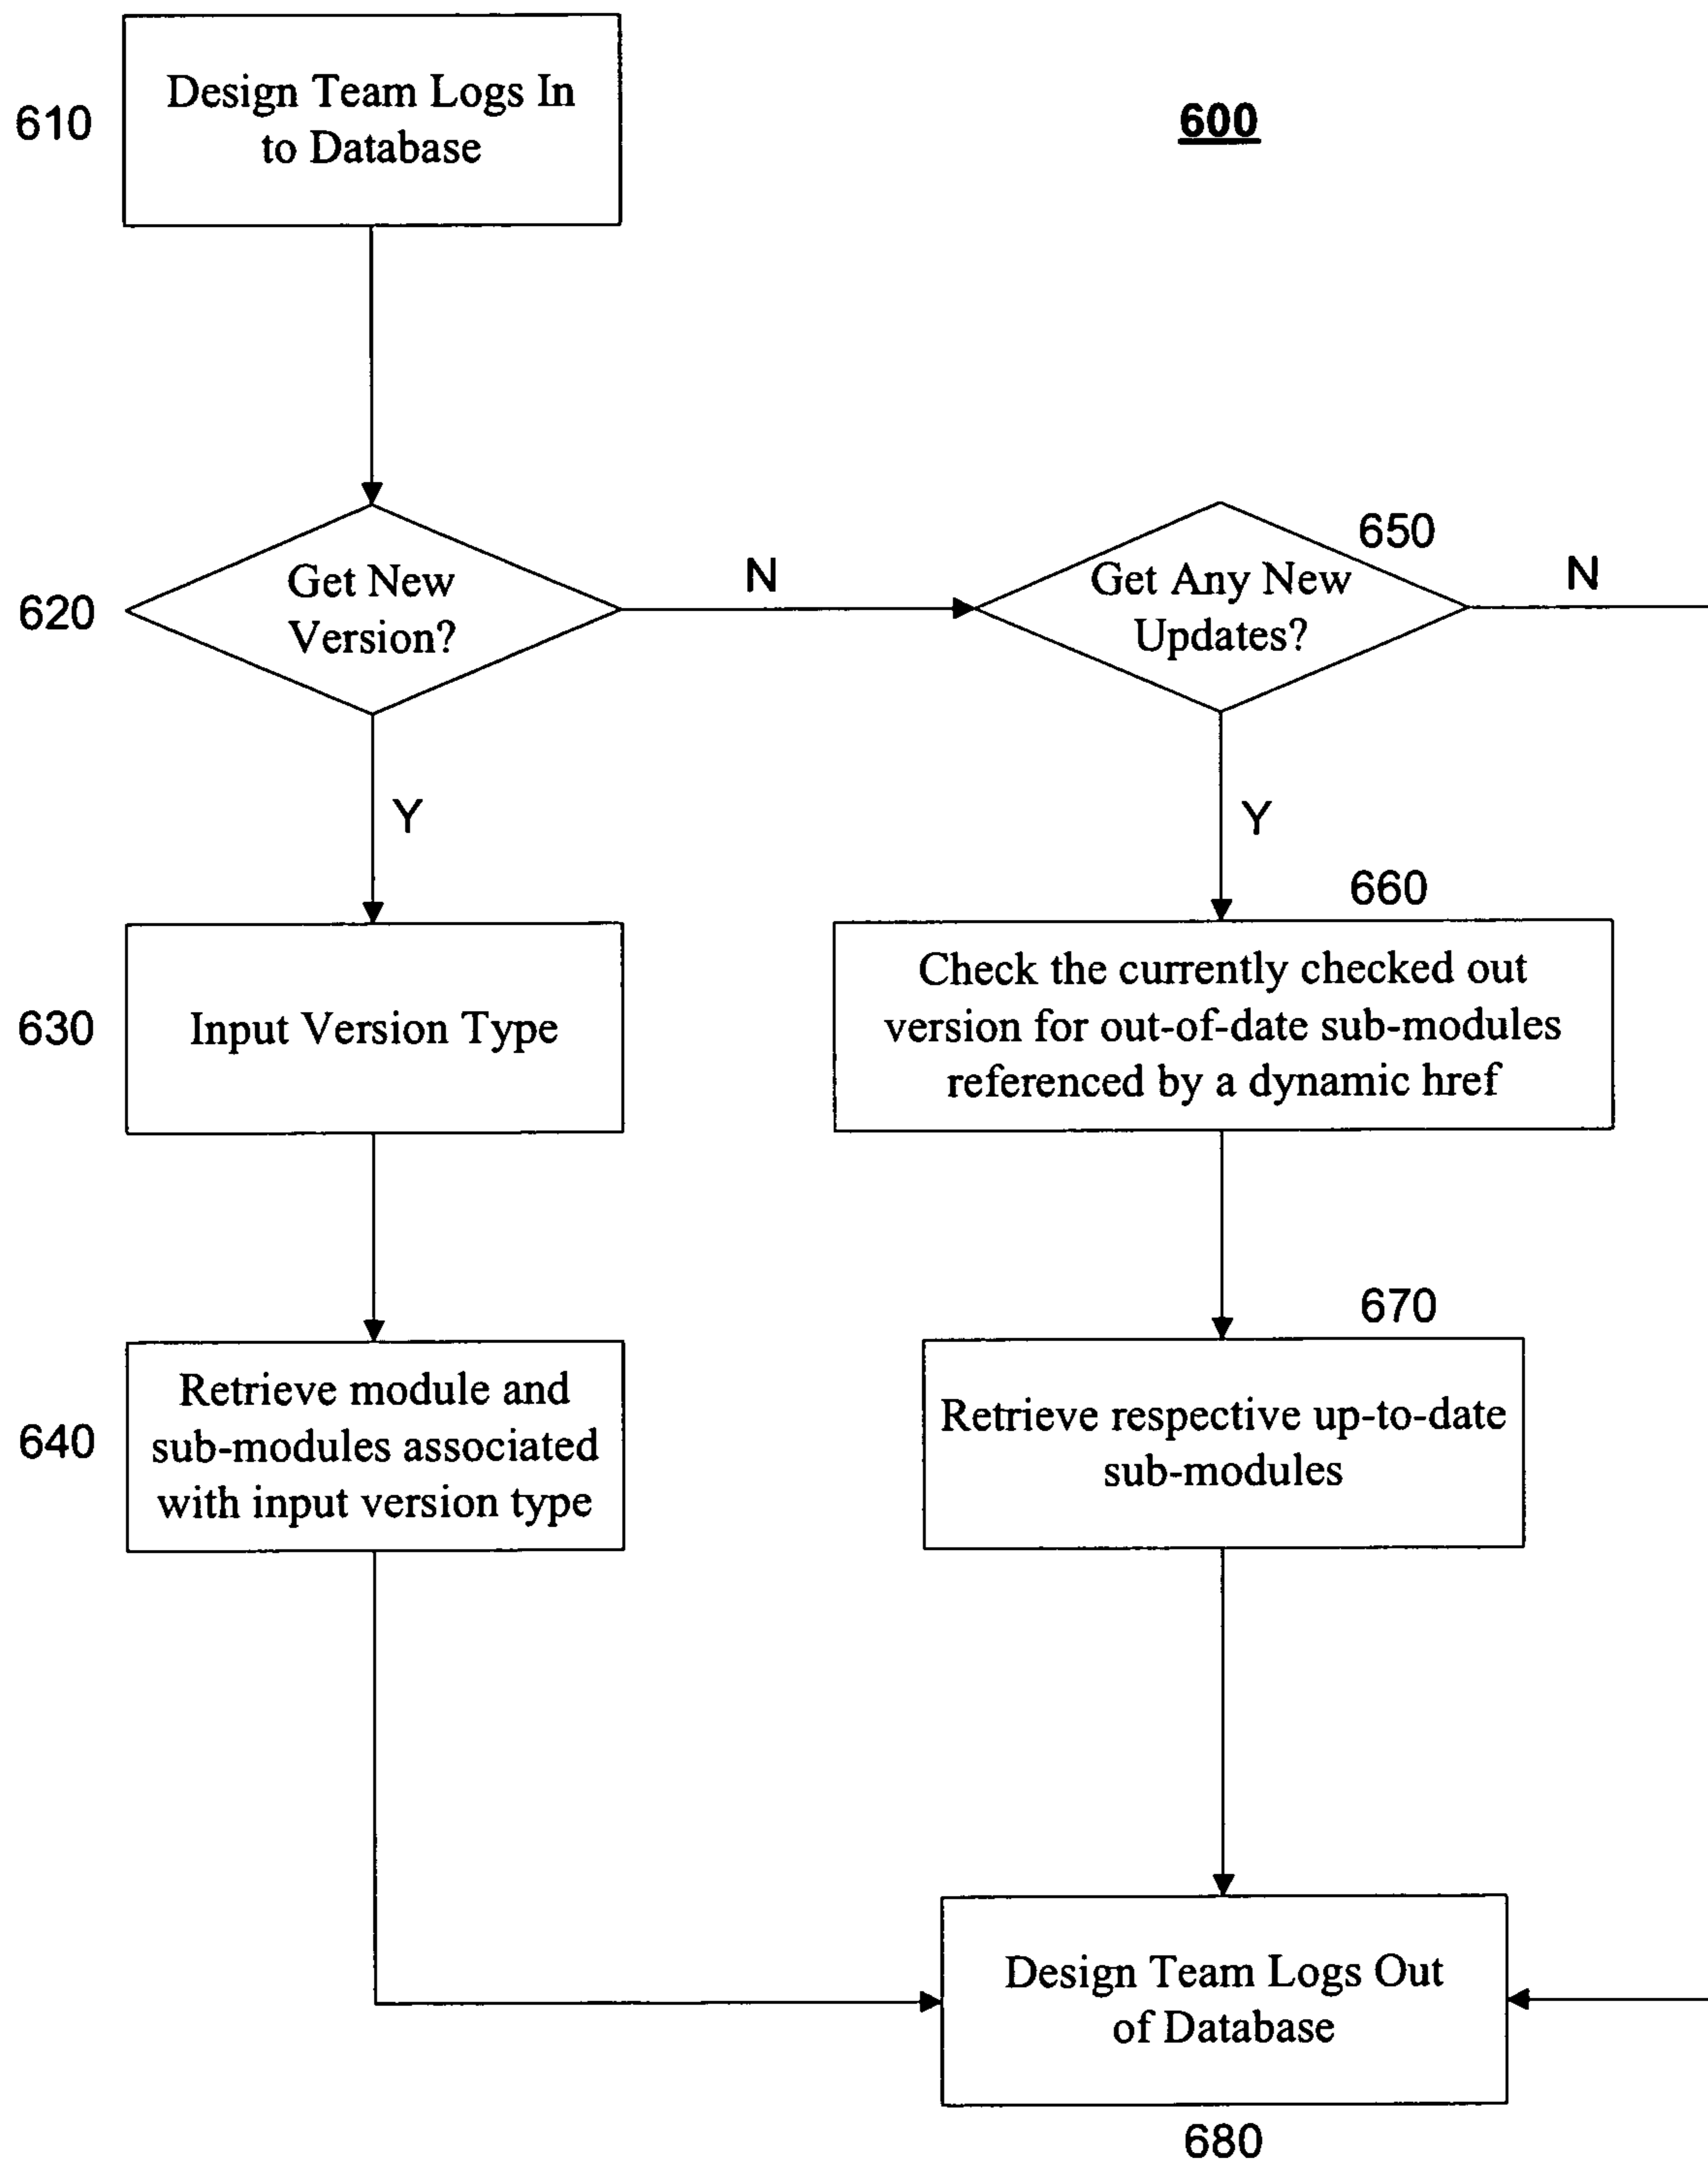 610
Design Team Logs In
to Database
600
620
Get New
Version?
N
650
Get Any New
Updates?
N
Y
Y
630
Input Version Type
660
Check the currently checked out
version for out-of-date sub-modules
referenced by a dynamic href
640
Retrieve module and
sub-modules associated
with input version type
670
Retrieve respective up-to-date
sub-modules
Design Team Logs Out
of Database
680